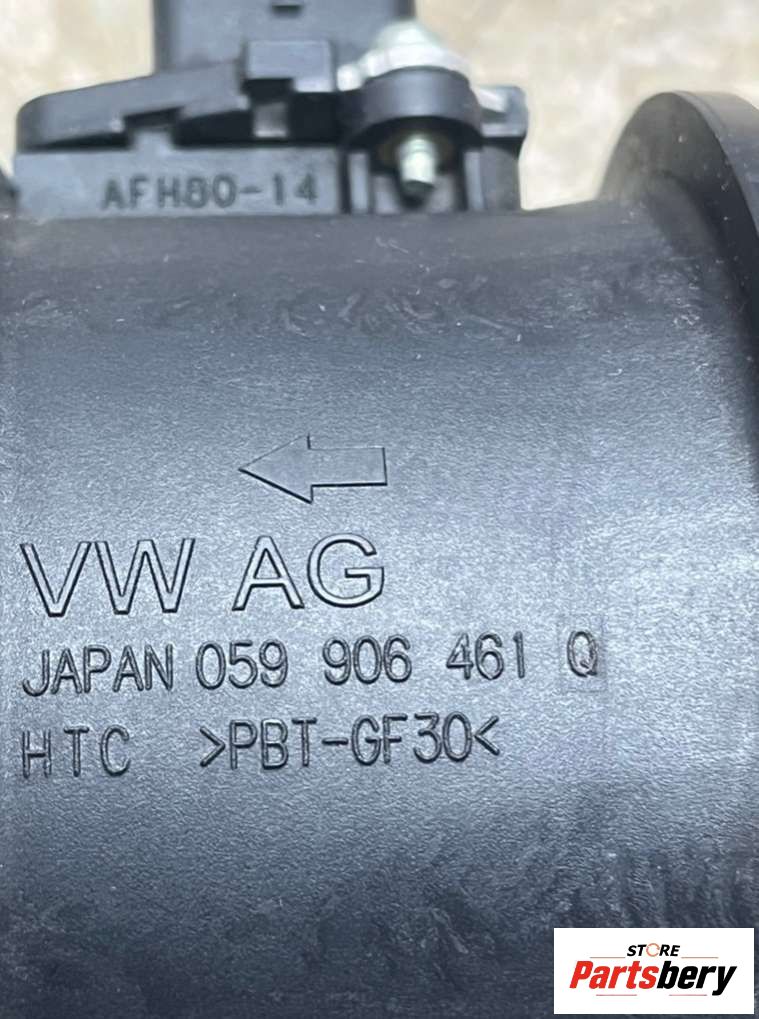 AFH80-14
VW AG
JAPAN 059 906 461 Q
HTC >PBT-GF30<
STORE
Partsbery